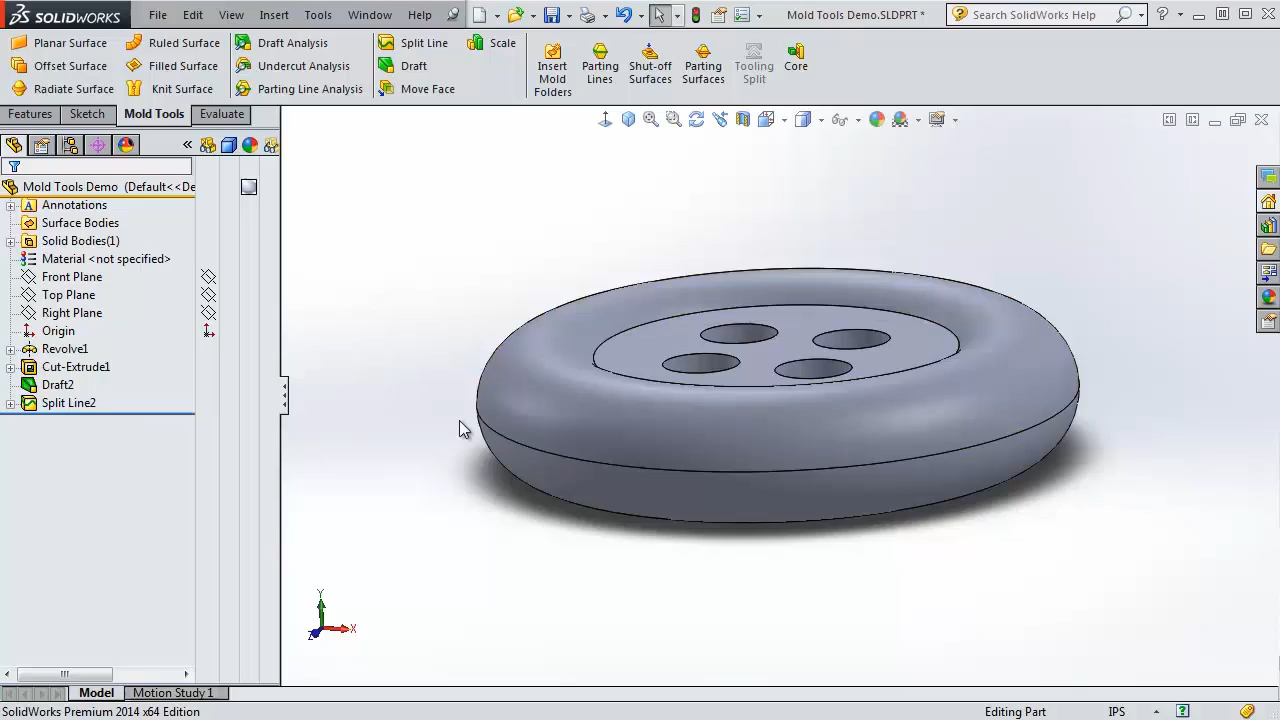 SOLIDWORKS File Edit View Insert Tools Window Help Mold Tools Demo.SLDPRT * Search SolidWorks Help
Planar Surface Ruled Surface Draft Analysis Split Line Scale
Offset Surface Filled Surface Undercut Analysis Draft
Radiate Surface Knit Surface Parting Line Analysis Move Face
Insert Mold Folders
Parting Lines
Shut-off Surfaces
Parting Surfaces
Tooling Split
Core
Features Sketch Mold Tools Evaluate
Mold Tools Demo (Default<<De
Annotations
Surface Bodies
Solid Bodies(1)
Material <not specified>
Front Plane
Top Plane
Right Plane
Origin
Revolve1
Cut-Extrude1
Draft2
Split Line2
Y
X
Z
Model Motion Study 1
SolidWorks Premium 2014 x64 Edition Editing Part IPS